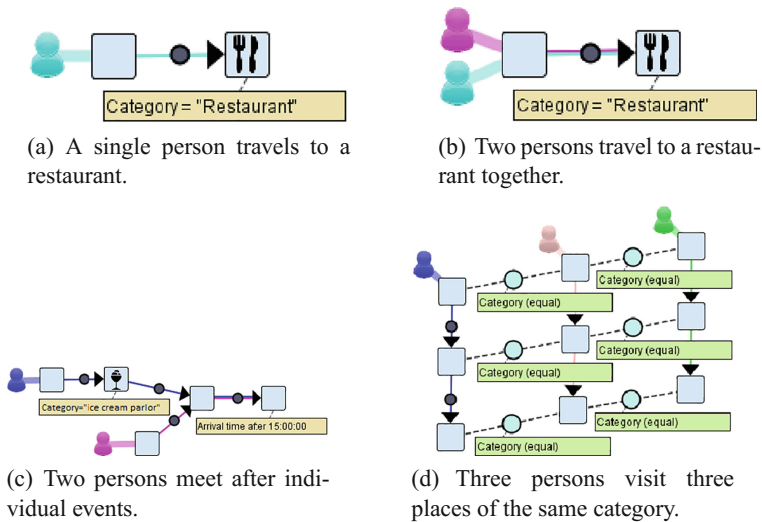 Category = "Restaurant"
(a) A single person travels to a
restaurant.
Category = "Restaurant"
(b) Two persons travel to a restau-
rant together.
Category="ice cream parlor"
Arrival time after 15:00:00
(c) Two persons meet after indi-
vidual events.
Category (equal)
Category (equal)
Category (equal)
Category (equal)
Category (equal)
Category (equal)
(d) Three persons visit three
places of the same category.